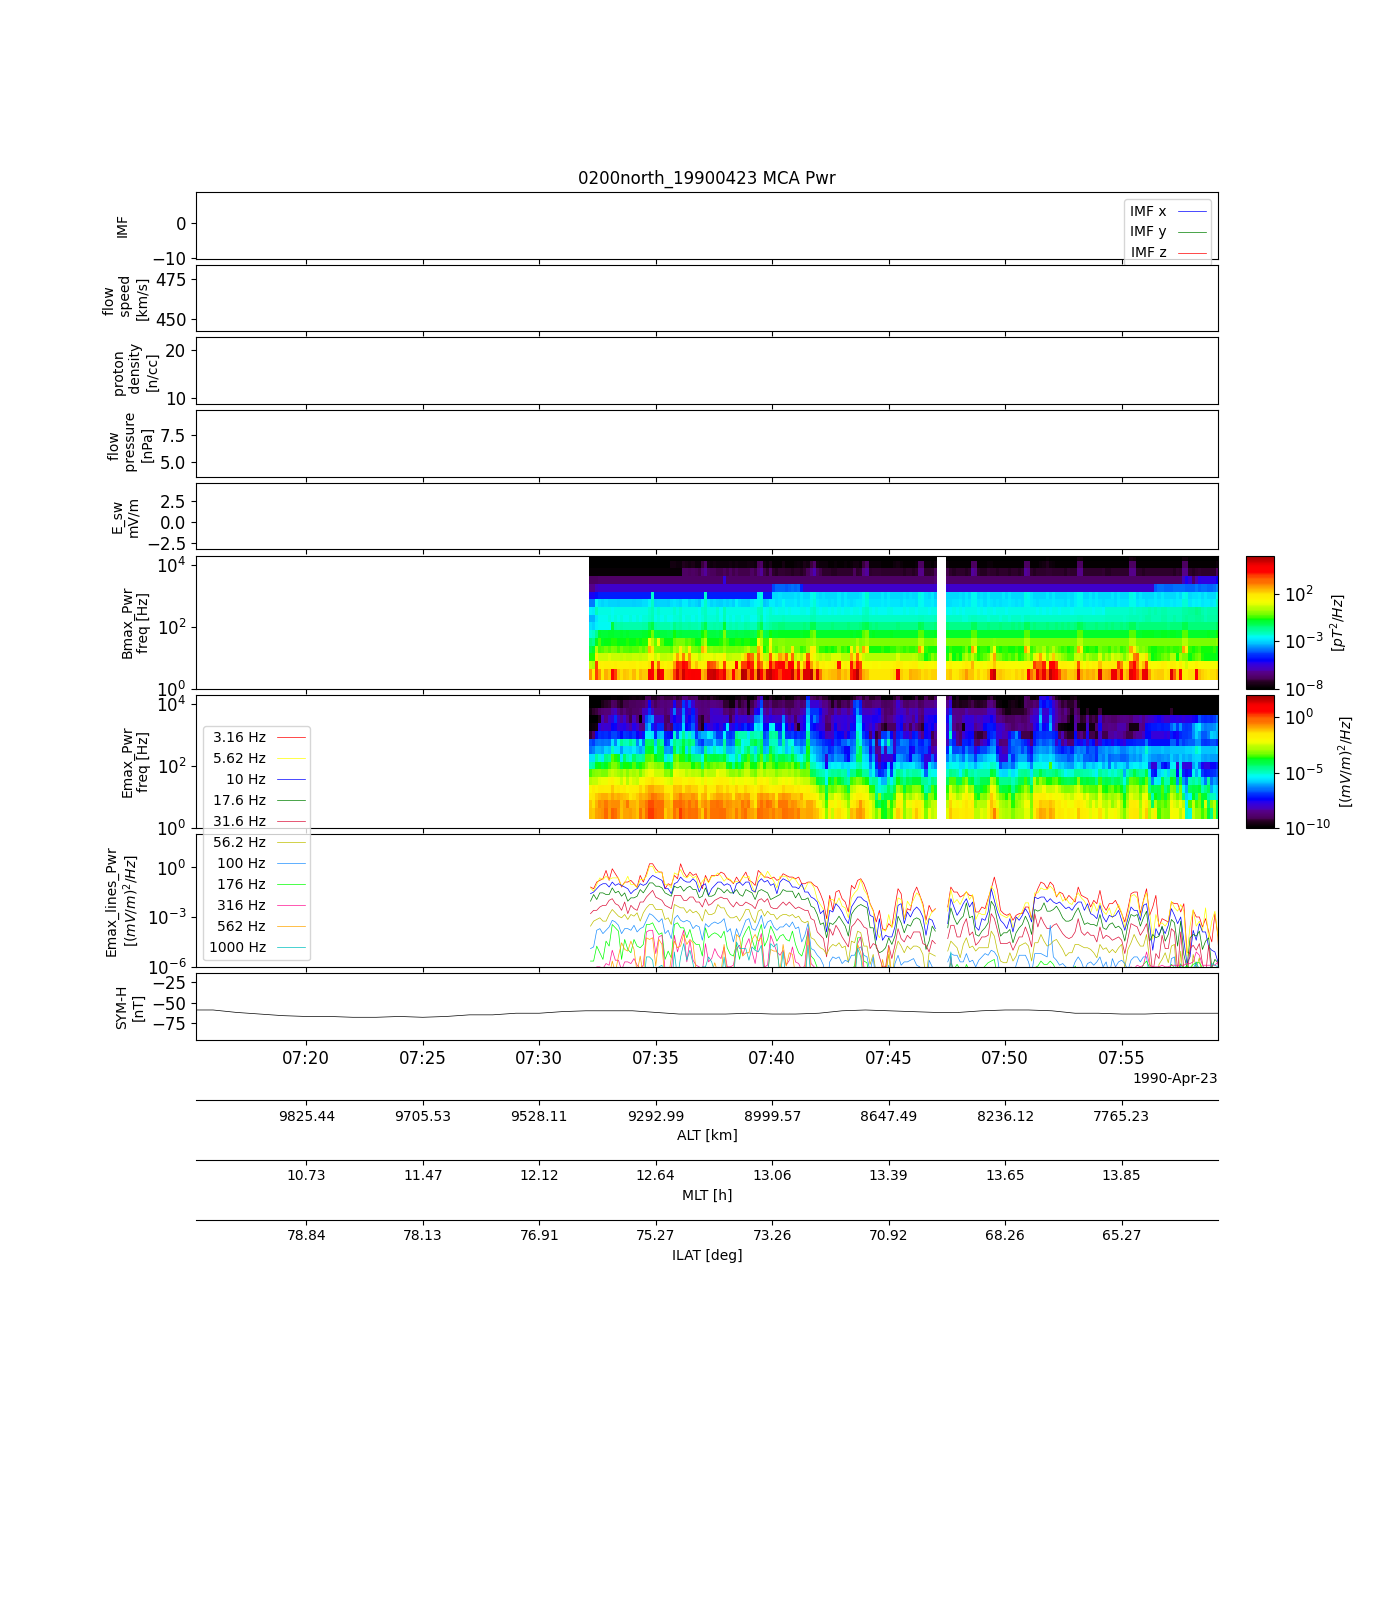 0200north_19900423 MCA Pwr
IMF
0
−10
IMF x
IMF y
IMF z
flow
speed
[km/s]
475
450
proton
density
[n/cc]
20
10
flow
pressure
[nPa]
7.5
5.0
E_sw
mV/m
2.5
0.0
−2.5
Bmax_Pwr
freq [Hz]
10^4
10^2
10^0
10^2
10^−3
10^−8
[pT^2/Hz]
Emax_Pwr
freq [Hz]
10^4
10^2
10^0
10^0
10^−5
10^−10
[(mV/m)^2/Hz]
3.16 Hz
5.62 Hz
10 Hz
17.6 Hz
31.6 Hz
56.2 Hz
100 Hz
176 Hz
316 Hz
562 Hz
1000 Hz
Emax_lines_Pwr
[(mV/m)^2/Hz]
10^0
10^−3
10^−6
SYM-H
[nT]
−25
−50
−75
07:20 07:25 07:30 07:35 07:40 07:45 07:50 07:55
1990-Apr-23
9825.44 9705.53 9528.11 9292.99 8999.57 8647.49 8236.12 7765.23
ALT [km]
10.73 11.47 12.12 12.64 13.06 13.39 13.65 13.85
MLT [h]
78.84 78.13 76.91 75.27 73.26 70.92 68.26 65.27
ILAT [deg]